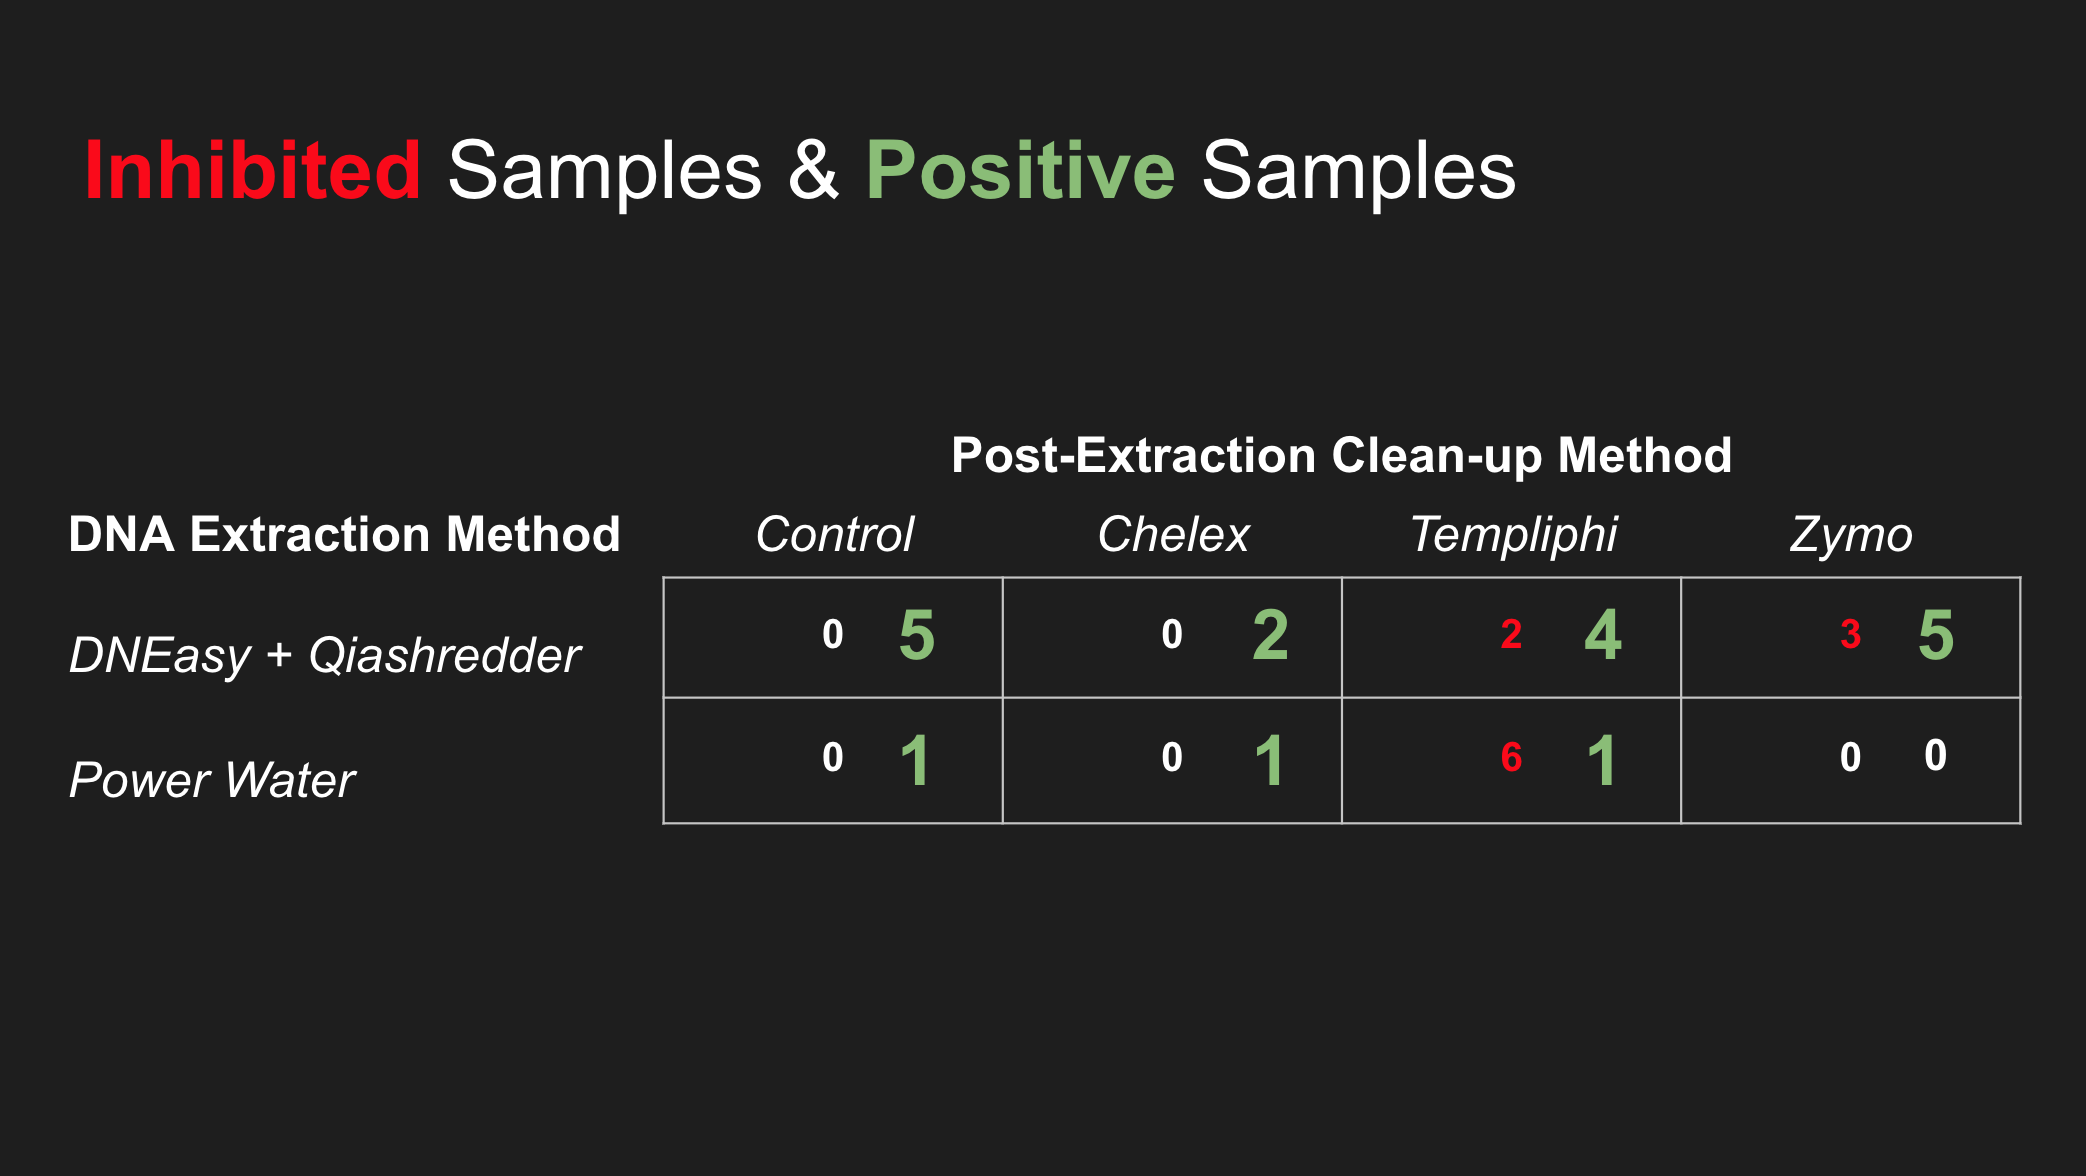 Inhibited Samples & Positive Samples
Post-Extraction Clean-up Method
DNA Extraction Method Control Chelex Templiphi Zymo
DNEasy + Qiashredder 0 5 0 2 2 4 3 5
Power Water 0 1 0 1 6 1 0 0